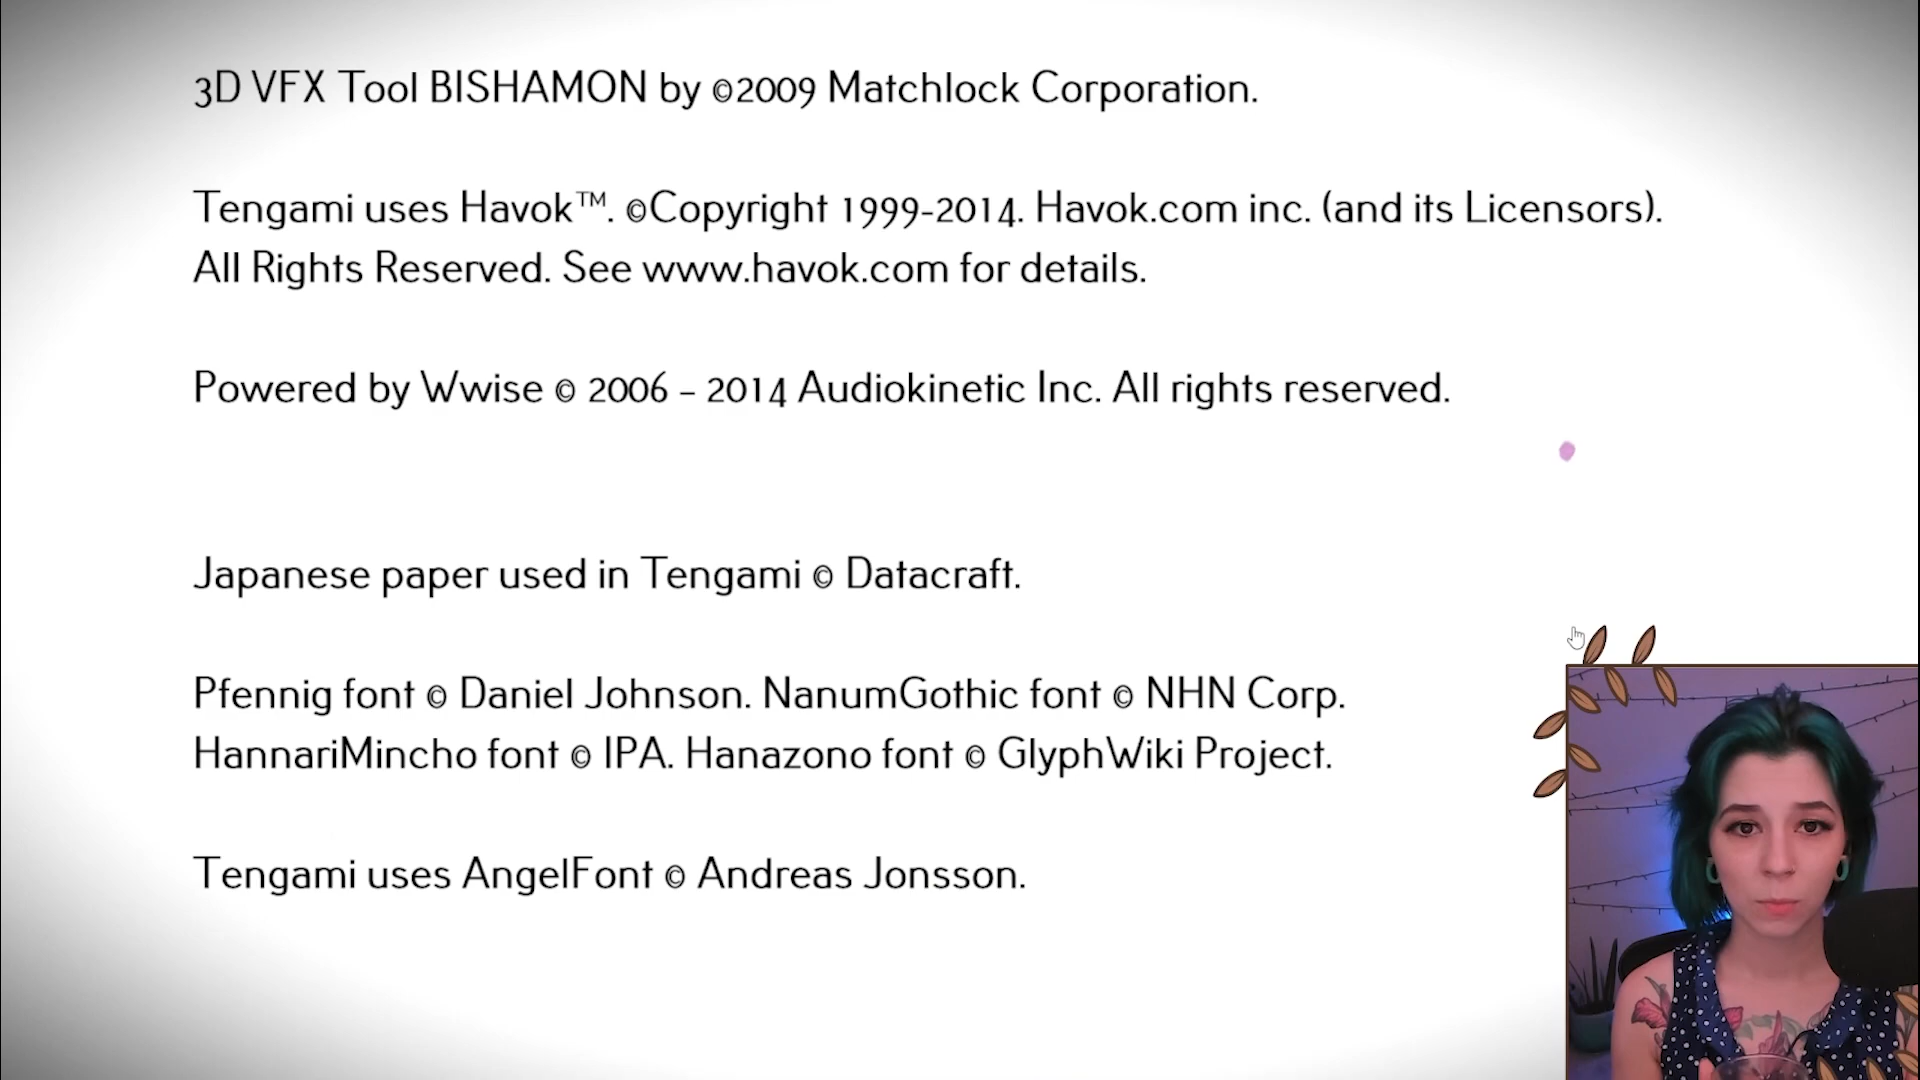 3D VFX Tool BISHAMON by ©2009 Matchlock Corporation.
Tengami uses Havok™. ©Copyright 1999-2014. Havok.com inc. (and its Licensors).
All Rights Reserved. See www.havok.com for details.
Powered by Wwise © 2006 – 2014 Audiokinetic Inc. All rights reserved.
Japanese paper used in Tengami © Datacraft.
Pfennig font © Daniel Johnson. NanumGothic font © NHN Corp.
HannariMincho font © IPA. Hanazono font © GlyphWiki Project.
Tengami uses AngelFont © Andreas Jonsson.